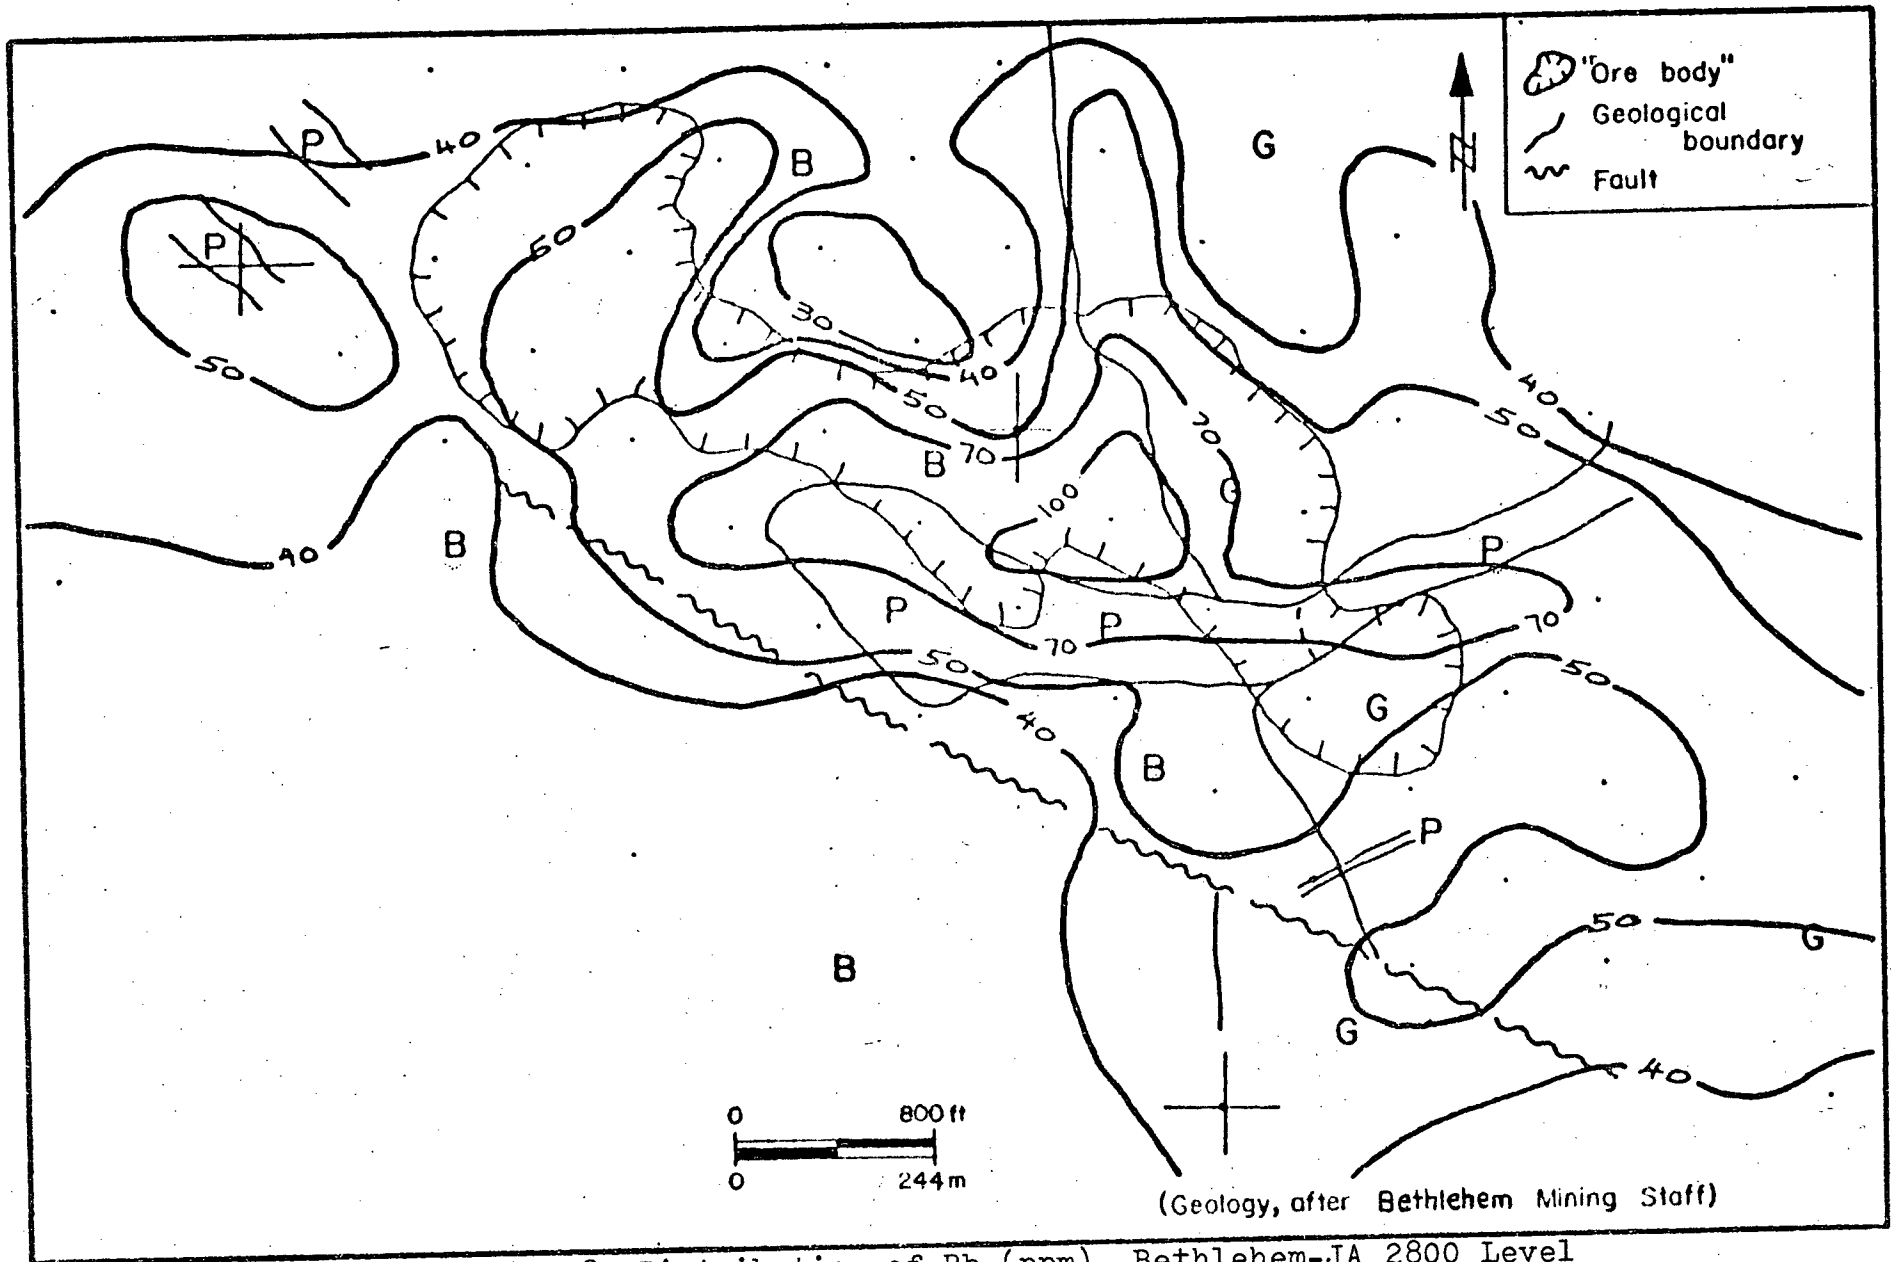 "Ore body"
Geological
boundary
Fault
P
40
B
G
P
50
60
30
40
50
40
50
70
70
B
100
G
40
B
P
P
P
70
70
50
50
G
40
B
P
50
G
B
G
40
0 800 ft
0 244 m
(Geology, after Bethlehem Mining Staff)
Distribution of Rb (ppm) Bethlehem-JA 2800 Level